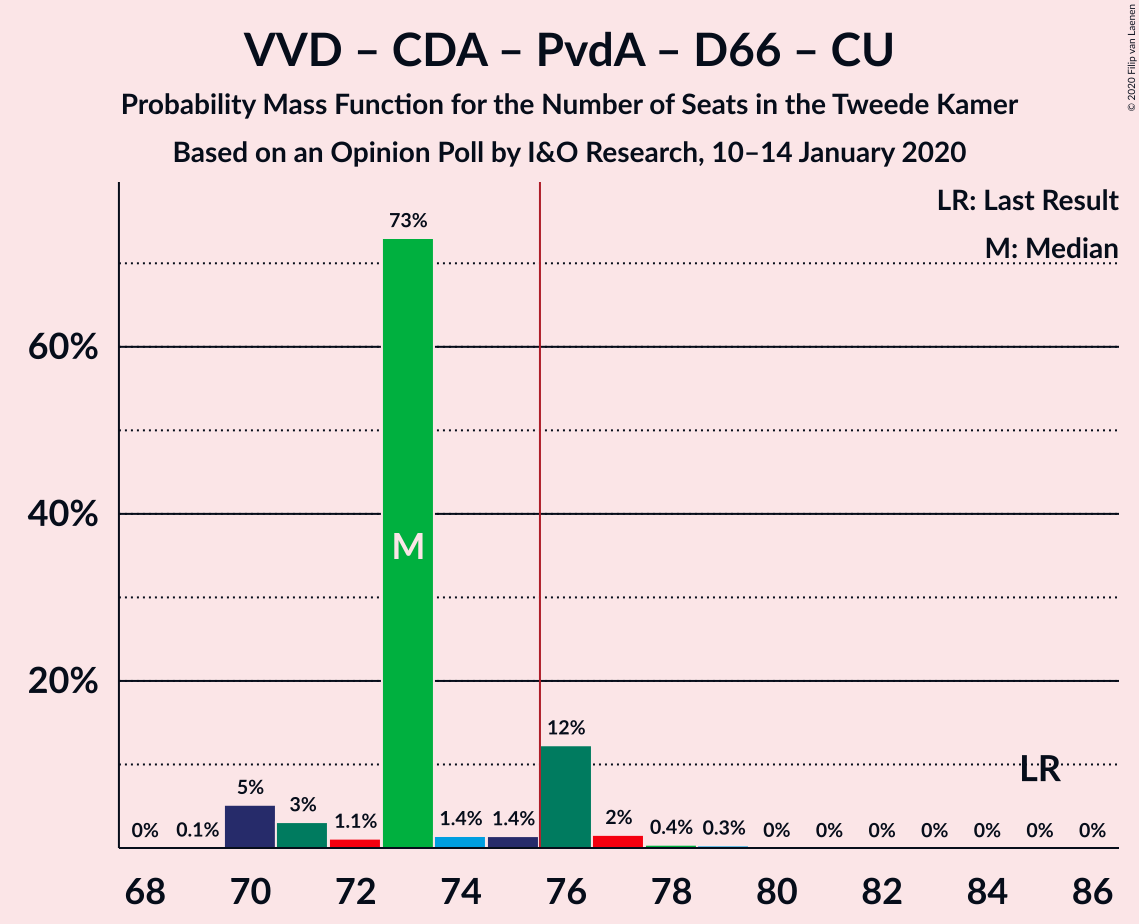 VVD – CDA – PvdA – D66 – CU
Probability Mass Function for the Number of Seats in the Tweede Kamer
Based on an Opinion Poll by I&O Research, 10–14 January 2020
© 2020 Filip van Laenen
LR: Last Result
M: Median
60%
40%
20%
0%
0.1%
5%
3%
1.1%
73%
M
1.4%
1.4%
12%
2%
0.4%
0.3%
0%
0%
0%
0%
0%
0%
0%
LR
68 70 72 74 76 78 80 82 84 86